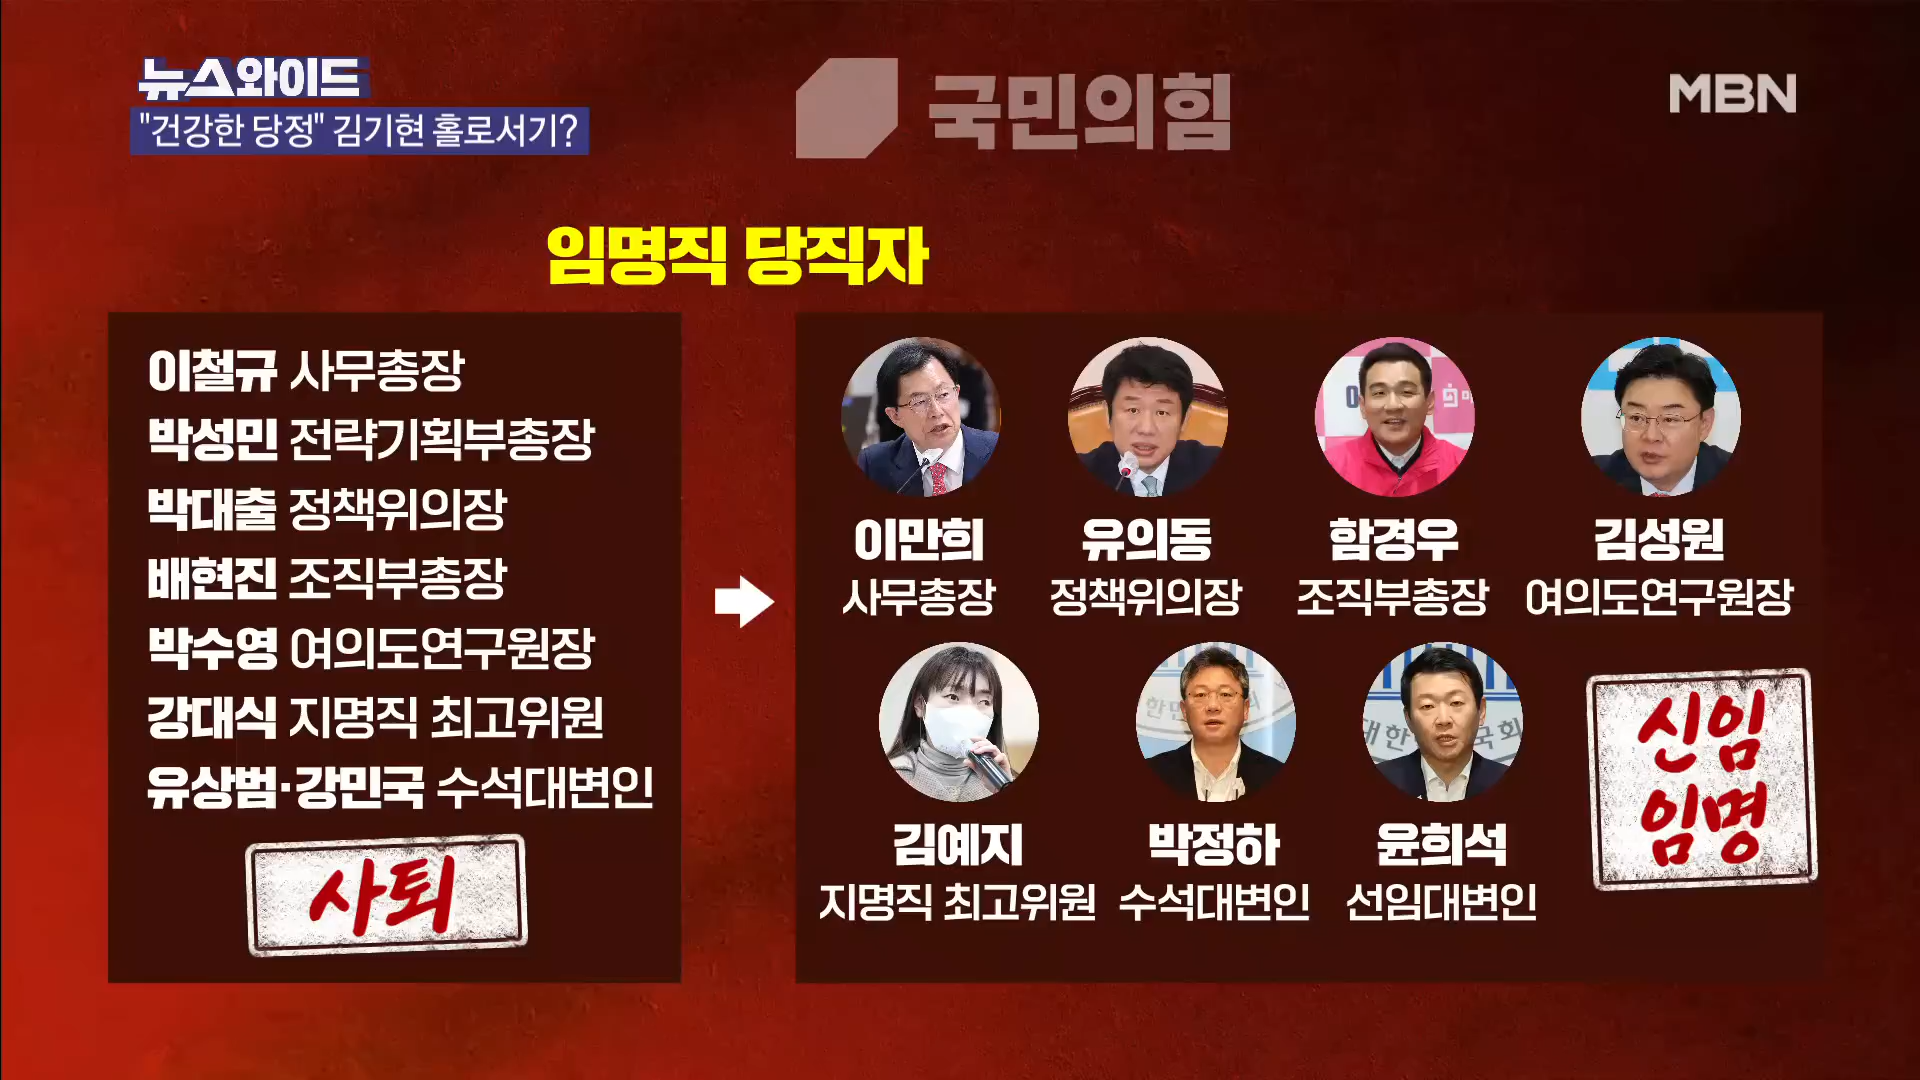 뉴스와이드
"건강한 당정" 김기현 홀로서기?
국민의힘
MBN
임명직 당직자
이철규 사무총장
박성민 전략기획부총장
박대출 정책위의장
배현진 조직부총장
박수영 여의도연구원장
강대식 지명직 최고위원
유상범·강민국 수석대변인
사퇴
이만희
사무총장
유의동
정책위의장
함경우
조직부총장
김성원
여의도연구원장
김예지
지명직 최고위원
박정하
수석대변인
윤희석
선임대변인
신임
임명